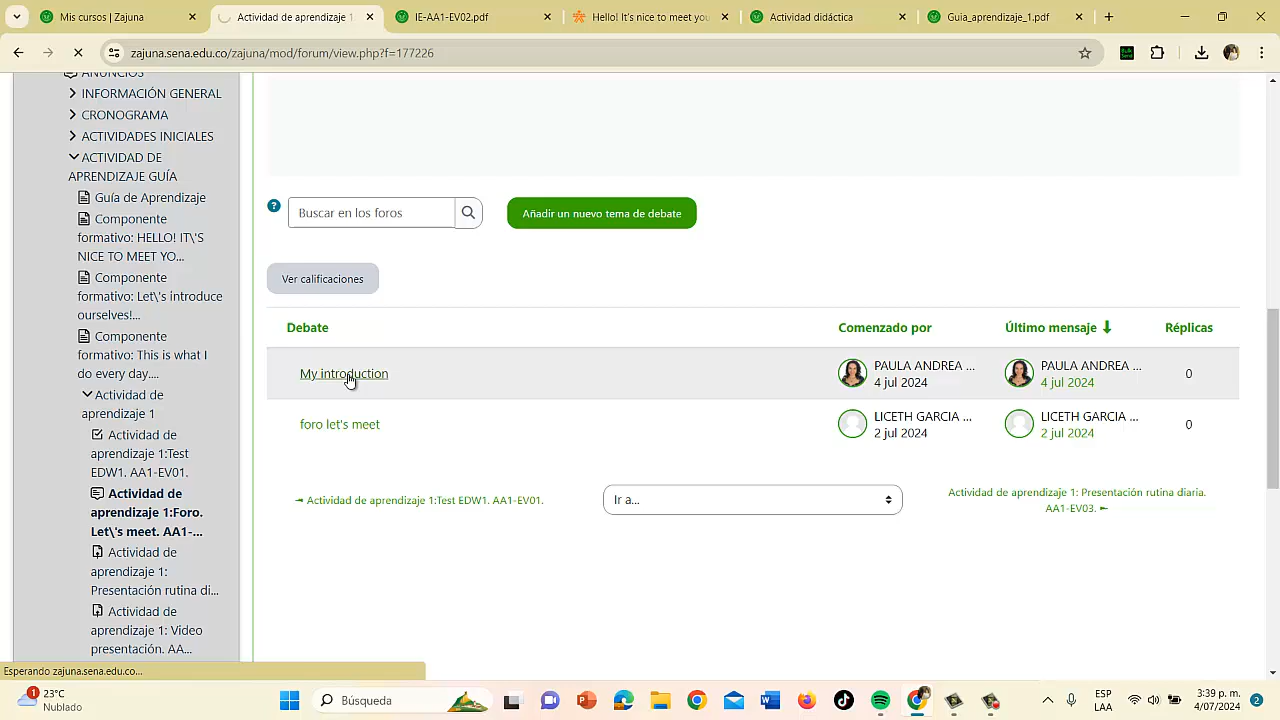 Mis cursos | Zajuna
Actividad de aprendizaje 1:
IE-AA1-EV02.pdf
Hello! It's nice to meet you
Actividad didáctica
Guia_aprendizaje_1.pdf
zajuna.sena.edu.co/zajuna/mod/forum/view.php?f=177226
ANUNCIOS
INFORMACIÓN GENERAL
CRONOGRAMA
ACTIVIDADES INICIALES
ACTIVIDAD DE
APRENDIZAJE GUÍA
Guía de Aprendizaje
Componente
formativo: HELLO! IT\'S
NICE TO MEET YO...
Componente
formativo: Let\'s introduce
ourselves!...
Componente
formativo: This is what I
do every day....
Actividad de
aprendizaje 1
Actividad de
aprendizaje 1:Test
EDW1. AA1-EV01.
Actividad de
aprendizaje 1:Foro.
Let\'s meet. AA1-...
Actividad de
aprendizaje 1:
Presentación rutina di...
Actividad de
aprendizaje 1: Video
presentación. AA...
?
Buscar en los foros
Añadir un nuevo tema de debate
Ver calificaciones
Debate Comenzado por Último mensaje Réplicas
My introduction PAULA ANDREA ... PAULA ANDREA ... 0
4 jul 2024 4 jul 2024
foro let's meet LICETH GARCIA ... LICETH GARCIA ... 0
2 jul 2024 2 jul 2024
Actividad de aprendizaje 1:Test EDW1. AA1-EV01.
Ir a...
Actividad de aprendizaje 1: Presentación rutina diaria.
AA1-EV03.
Esperando zajuna.sena.edu.co...
1
23°C
Nublado
Búsqueda
ESP
LAA
3:39 p. m.
4/07/2024
2